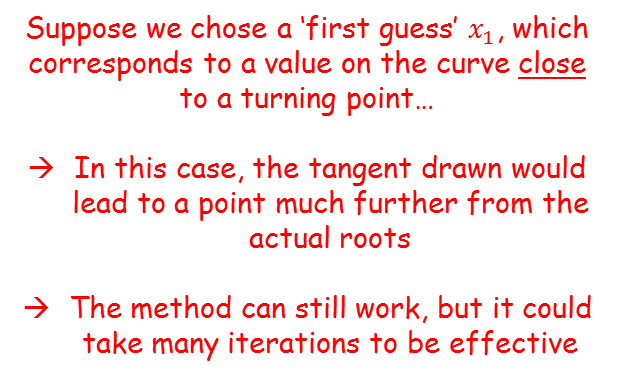 Suppose we chose a ‘first guess’ x₁, which
corresponds to a value on the curve close
to a turning point…
→ In this case, the tangent drawn would
lead to a point much further from the
actual roots
→ The method can still work, but it could
take many iterations to be effective